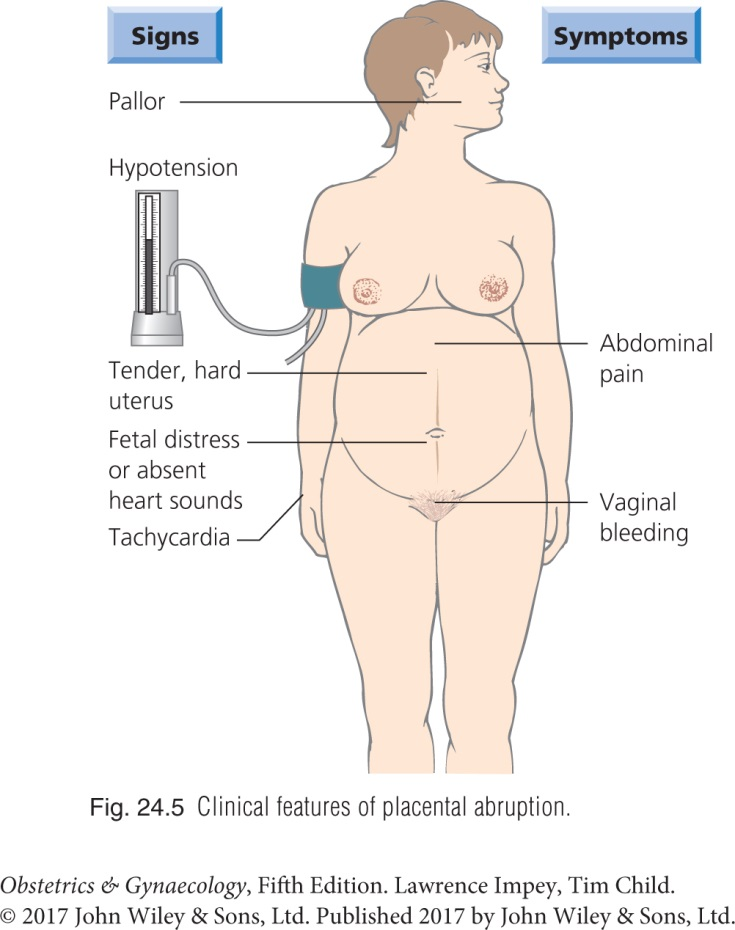 Signs
Symptoms
Pallor
Hypotension
Abdominal
pain
Tender, hard
uterus
Fetal distress
or absent
heart sounds
Tachycardia
Vaginal
bleeding
Fig. 24.5 Clinical features of placental abruption.
Obstetrics & Gynaecology, Fifth Edition. Lawrence Impey, Tim Child.
© 2017 John Wiley & Sons, Ltd. Published 2017 by John Wiley & Sons, Ltd.